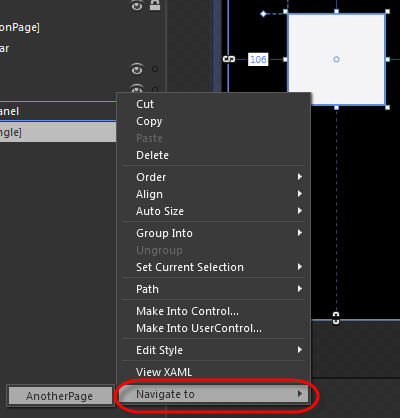 onPage]
ar
106
anel
ngle]
Cut
Copy
Paste
Delete
Order
Align
Auto Size
Group Into
Ungroup
Set Current Selection
Path
Make Into Control...
Make Into UserControl...
Edit Style
View XAML
Navigate to
AnotherPage